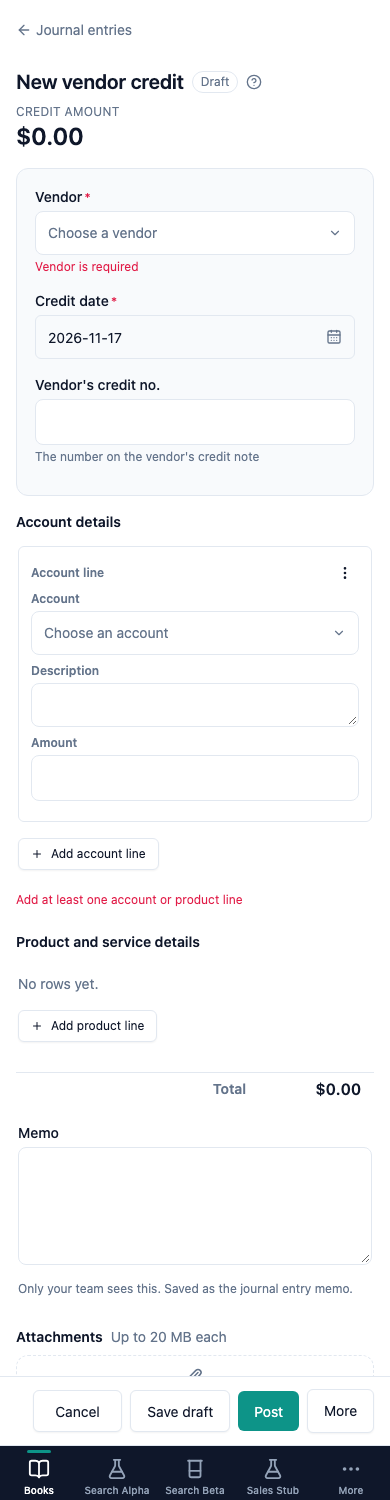 Journal entries
New vendor credit Draft
CREDIT AMOUNT
$0.00
Vendor*
Choose a vendor
Vendor is required
Credit date*
2026-11-17
Vendor's credit no.
The number on the vendor's credit note
Account details
Account line
Account
Choose an account
Description
Amount
Add account line
Add at least one account or product line
Product and service details
No rows yet.
Add product line
Total $0.00
Memo
Only your team sees this. Saved as the journal entry memo.
Attachments Up to 20 MB each
Cancel Save draft Post More
Books Search Alpha Search Beta Sales Stub More